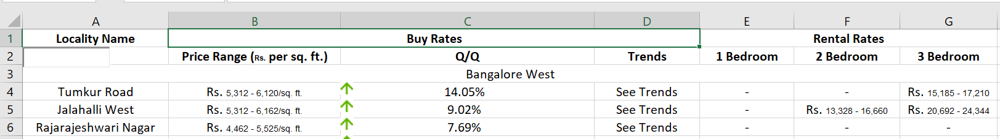 A B C D E F G
1 Locality Name Buy Rates Rental Rates
2 Price Range (Rs. per sq. ft.) Q/Q Trends 1 Bedroom 2 Bedroom 3 Bedroom
3 Bangalore West
4 Tumkur Road Rs. 5,312 - 6,120/sq. ft. 14.05% See Trends - - Rs. 15,185 - 17,210
5 Jalahalli West Rs. 5,312 - 6,162/sq. ft. 9.02% See Trends - Rs. 13,328 - 16,660 Rs. 20,692 - 24,344
6 Rajarajeshwari Nagar Rs. 4,462 - 5,525/sq. ft. 7.69% See Trends - - -